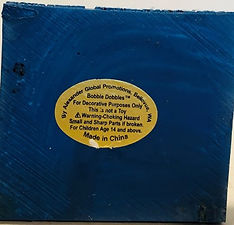 By Alexander Global Promotions, Bellevue, WA
Bobble Dobbles™
For Decorative Purposes Only
This is not a Toy
⚠Warning-Choking Hazard
Small and Sharp Parts if broken.
For Children Age 14 and above.
Made in China